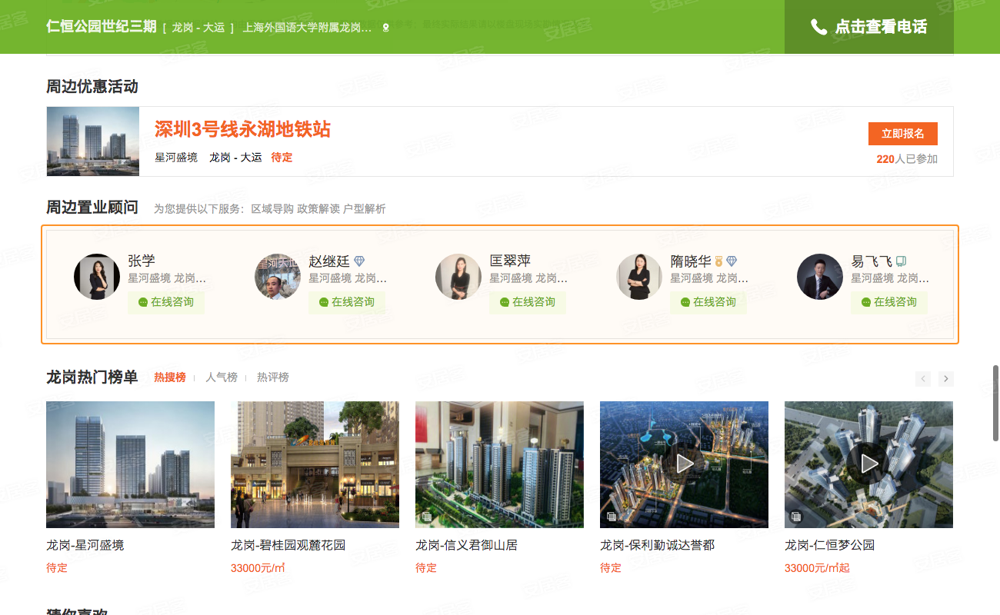 仁恒公园世纪三期 [ 龙岗 - 大运 ] 上海外国语大学附属龙岗...
点击查看电话
周边优惠活动
深圳3号线永湖地铁站
星河盛境 龙岗 - 大运 待定
立即报名
220人已参加
周边置业顾问 为您提供以下服务：区域导购 政策解读 户型解析
张学
星河盛境 龙岗...
在线咨询
赵继廷
星河盛境 龙岗...
在线咨询
匡翠萍
星河盛境 龙岗...
在线咨询
隋晓华
星河盛境 龙岗...
在线咨询
易飞飞
星河盛境 龙岗...
在线咨询
龙岗热门榜单 热搜榜 人气榜 热评榜
龙岗-星河盛境
待定
龙岗-碧桂园观麓花园
33000元/㎡
龙岗-信义君御山居
待定
龙岗-保利勤诚达誉都
待定
龙岗-仁恒梦公园
33000元/㎡起
猜你喜欢
安居客